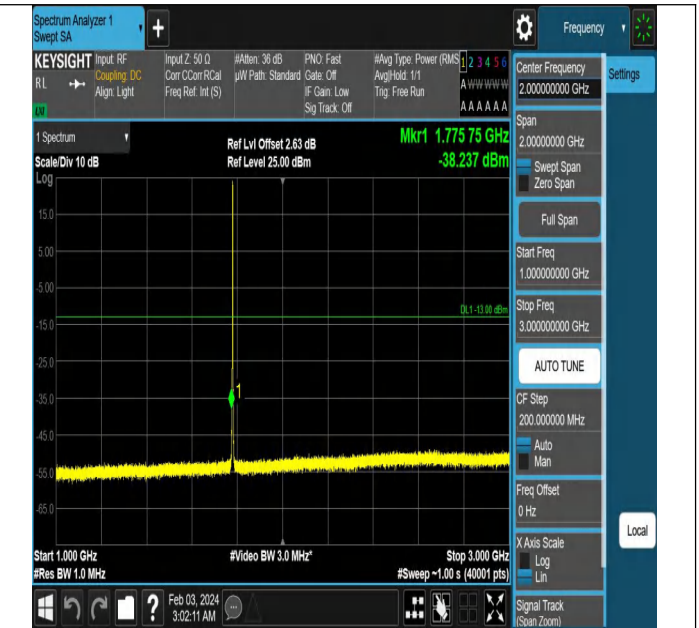 Spectrum Analyzer 1
Swept SA
Frequency
KEYSIGHT
RL
Input: RF
Coupling: DC
Align: Light
Input Z: 50 Ω
Corr CCorr RCal
Freq Ref: Int (S)
#Atten: 36 dB
µW Path: Standard
PNO: Fast
Gate: Off
IF Gain: Low
Sig Track: Off
#Avg Type: Power (RMS
Avg|Hold: 1/1
Trig: Free Run
1 2 3 4 5 6
A W W W W W
A A A A A A
1 Spectrum
Scale/Div 10 dB
Log
Ref Lvl Offset 2.63 dB
Ref Level 25.00 dBm
Mkr1 1.775 75 GHz
-38.237 dBm
15.0
5.00
-5.00
DL1 -13.00 dBm
-15.0
-25.0
-35.0
1
-45.0
-55.0
-65.0
Start 1.000 GHz
#Res BW 1.0 MHz
#Video BW 3.0 MHz*
Stop 3.000 GHz
#Sweep ~1.00 s (40001 pts)
Feb 03, 2024
3:02:11 AM
Center Frequency
2.000000000 GHz
Settings
Span
2.00000000 GHz
Swept Span
Zero Span
Full Span
Start Freq
1.000000000 GHz
Stop Freq
3.000000000 GHz
AUTO TUNE
CF Step
200.000000 MHz
Auto
Man
Freq Offset
0 Hz
Local
X Axis Scale
Log
Lin
Signal Track
(Span Zoom)